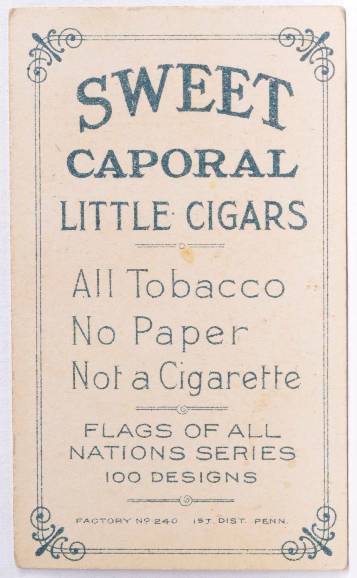 SWEET
CAPORAL
LITTLE CIGARS
All Tobacco
No Paper
Not a Cigarette
FLAGS OF ALL
NATIONS SERIES
100 DESIGNS
FACTORY No 240 1ST. DIST. PENN.